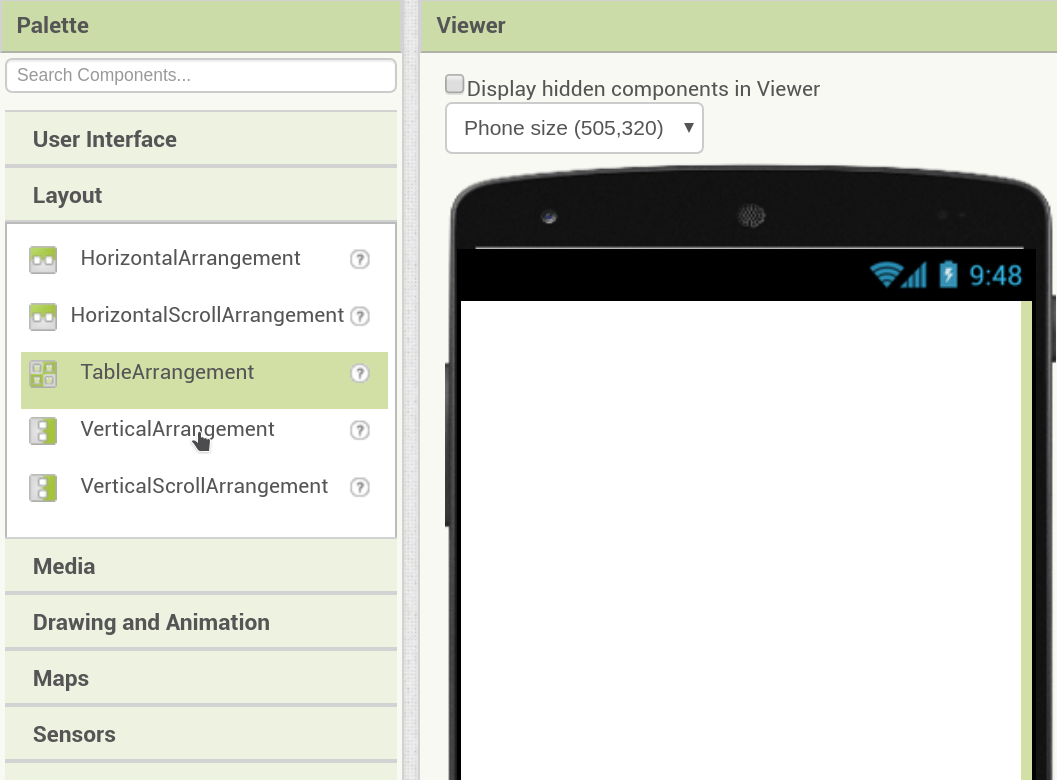 Palette
Search Components...
User Interface
Layout
HorizontalArrangement ?
HorizontalScrollArrangement ?
TableArrangement ?
VerticalArrangement ?
VerticalScrollArrangement ?
Media
Drawing and Animation
Maps
Sensors
Viewer
Display hidden components in Viewer
Phone size (505,320)
9:48